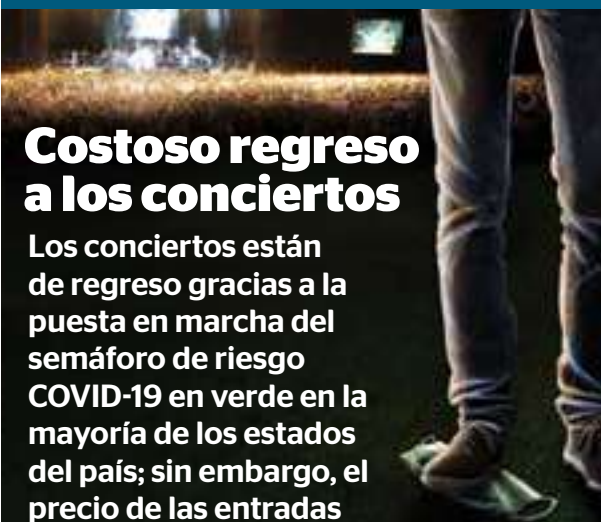 Costoso regreso
a los conciertos
Los conciertos están
de regreso gracias a la
puesta en marcha del
semáforo de riesgo
COVID-19 en verde en la
mayoría de los estados
del país; sin embargo, el
precio de las entradas